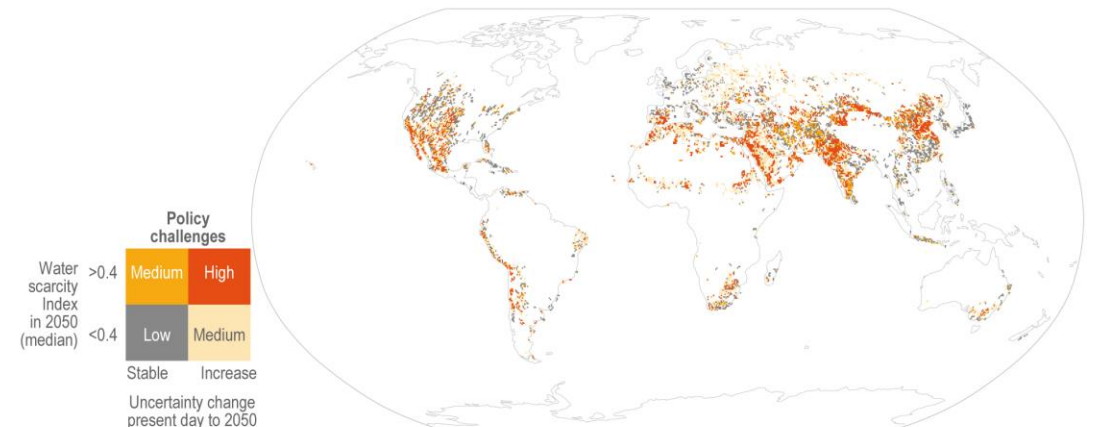 Policy
challenges
Water
scarcity
Index
in 2050
(median)
>0.4
Medium
High
<0.4
Low
Medium
Stable
Increase
Uncertainty change
present day to 2050